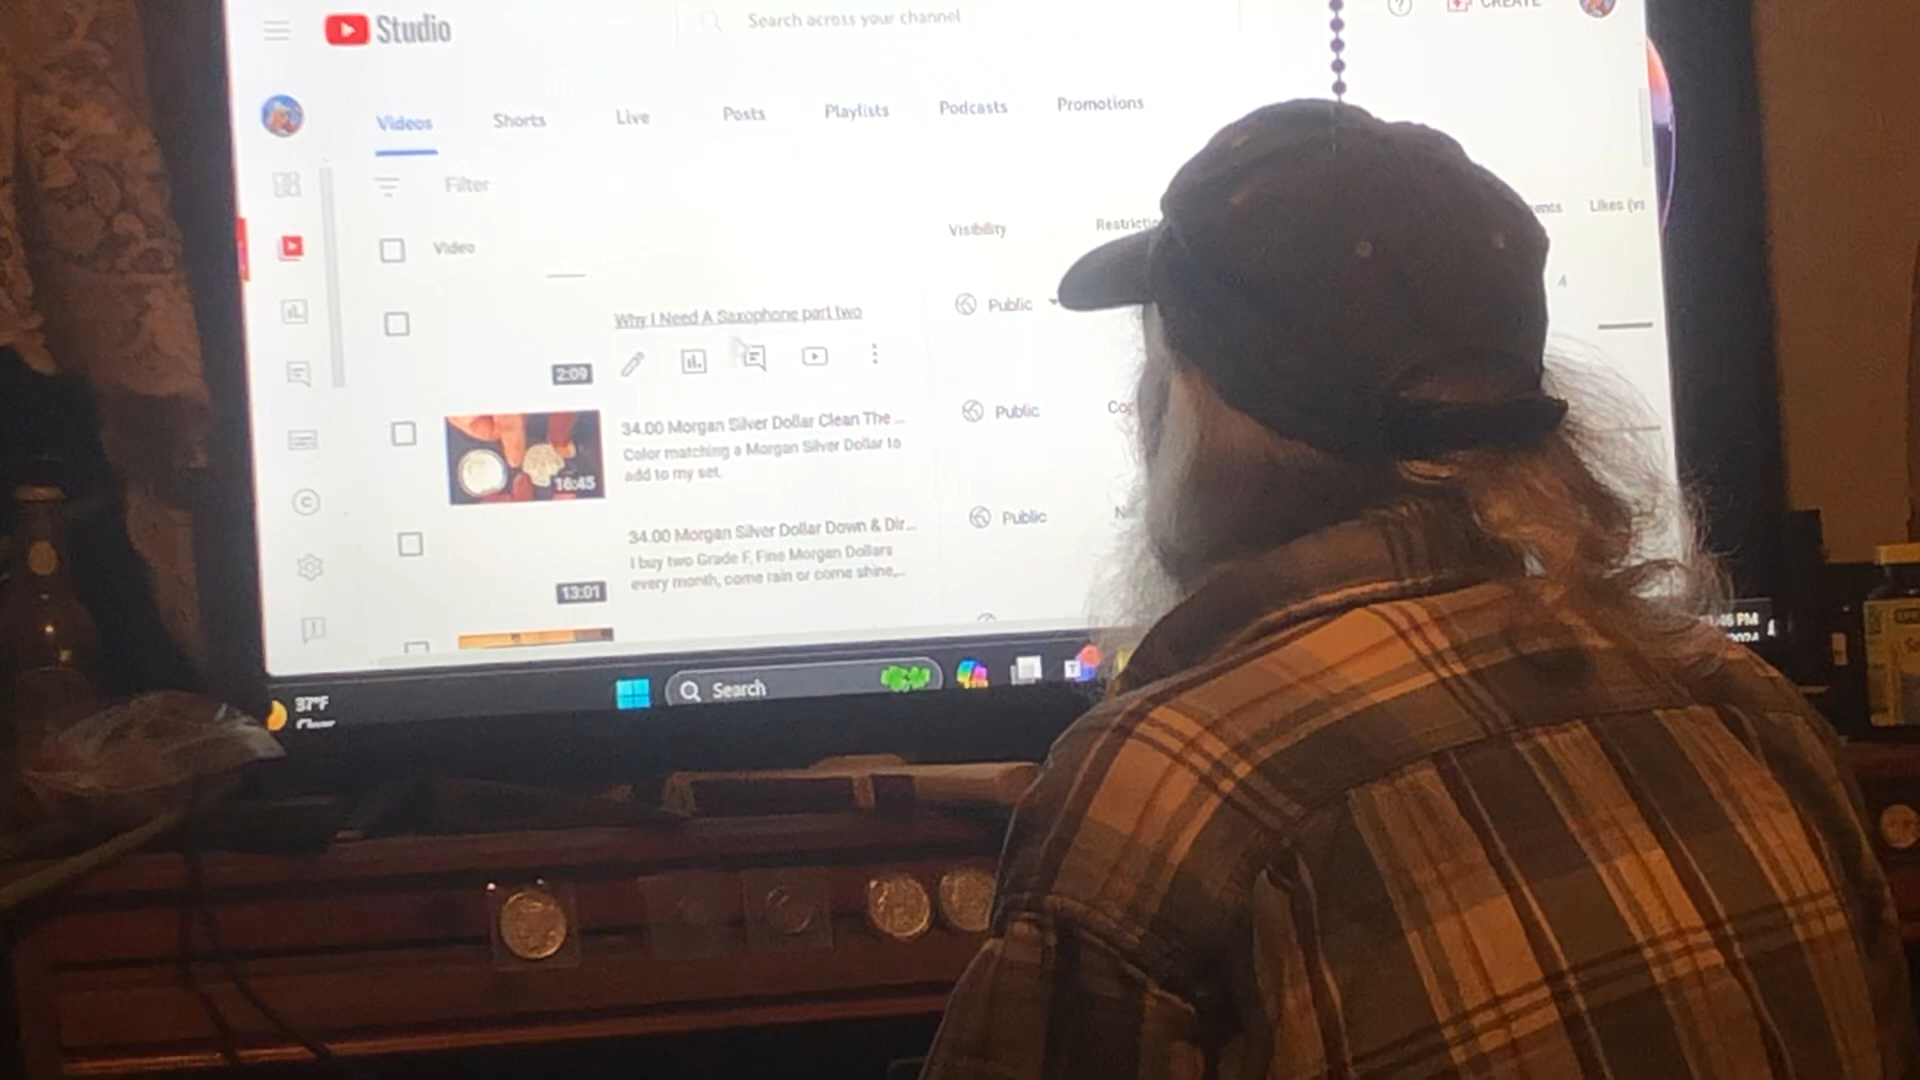 Studio
Search across your channel
CREATE
Videos
Shorts
Live
Posts
Playlists
Podcasts
Promotions
Filter
Video
Visibility
Likes (vs
Why I Need A Saxophone part two
Public
4
2:09
34.00 Morgan Silver Dollar Clean The ...
Color matching a Morgan Silver Dollar to
add to my set.
16:45
Public
34.00 Morgan Silver Dollar Down & Dir...
I buy two Grade F, Fine Morgan Dollars
every month, come rain or come shine,...
13:01
Public
37°F
Search
PM